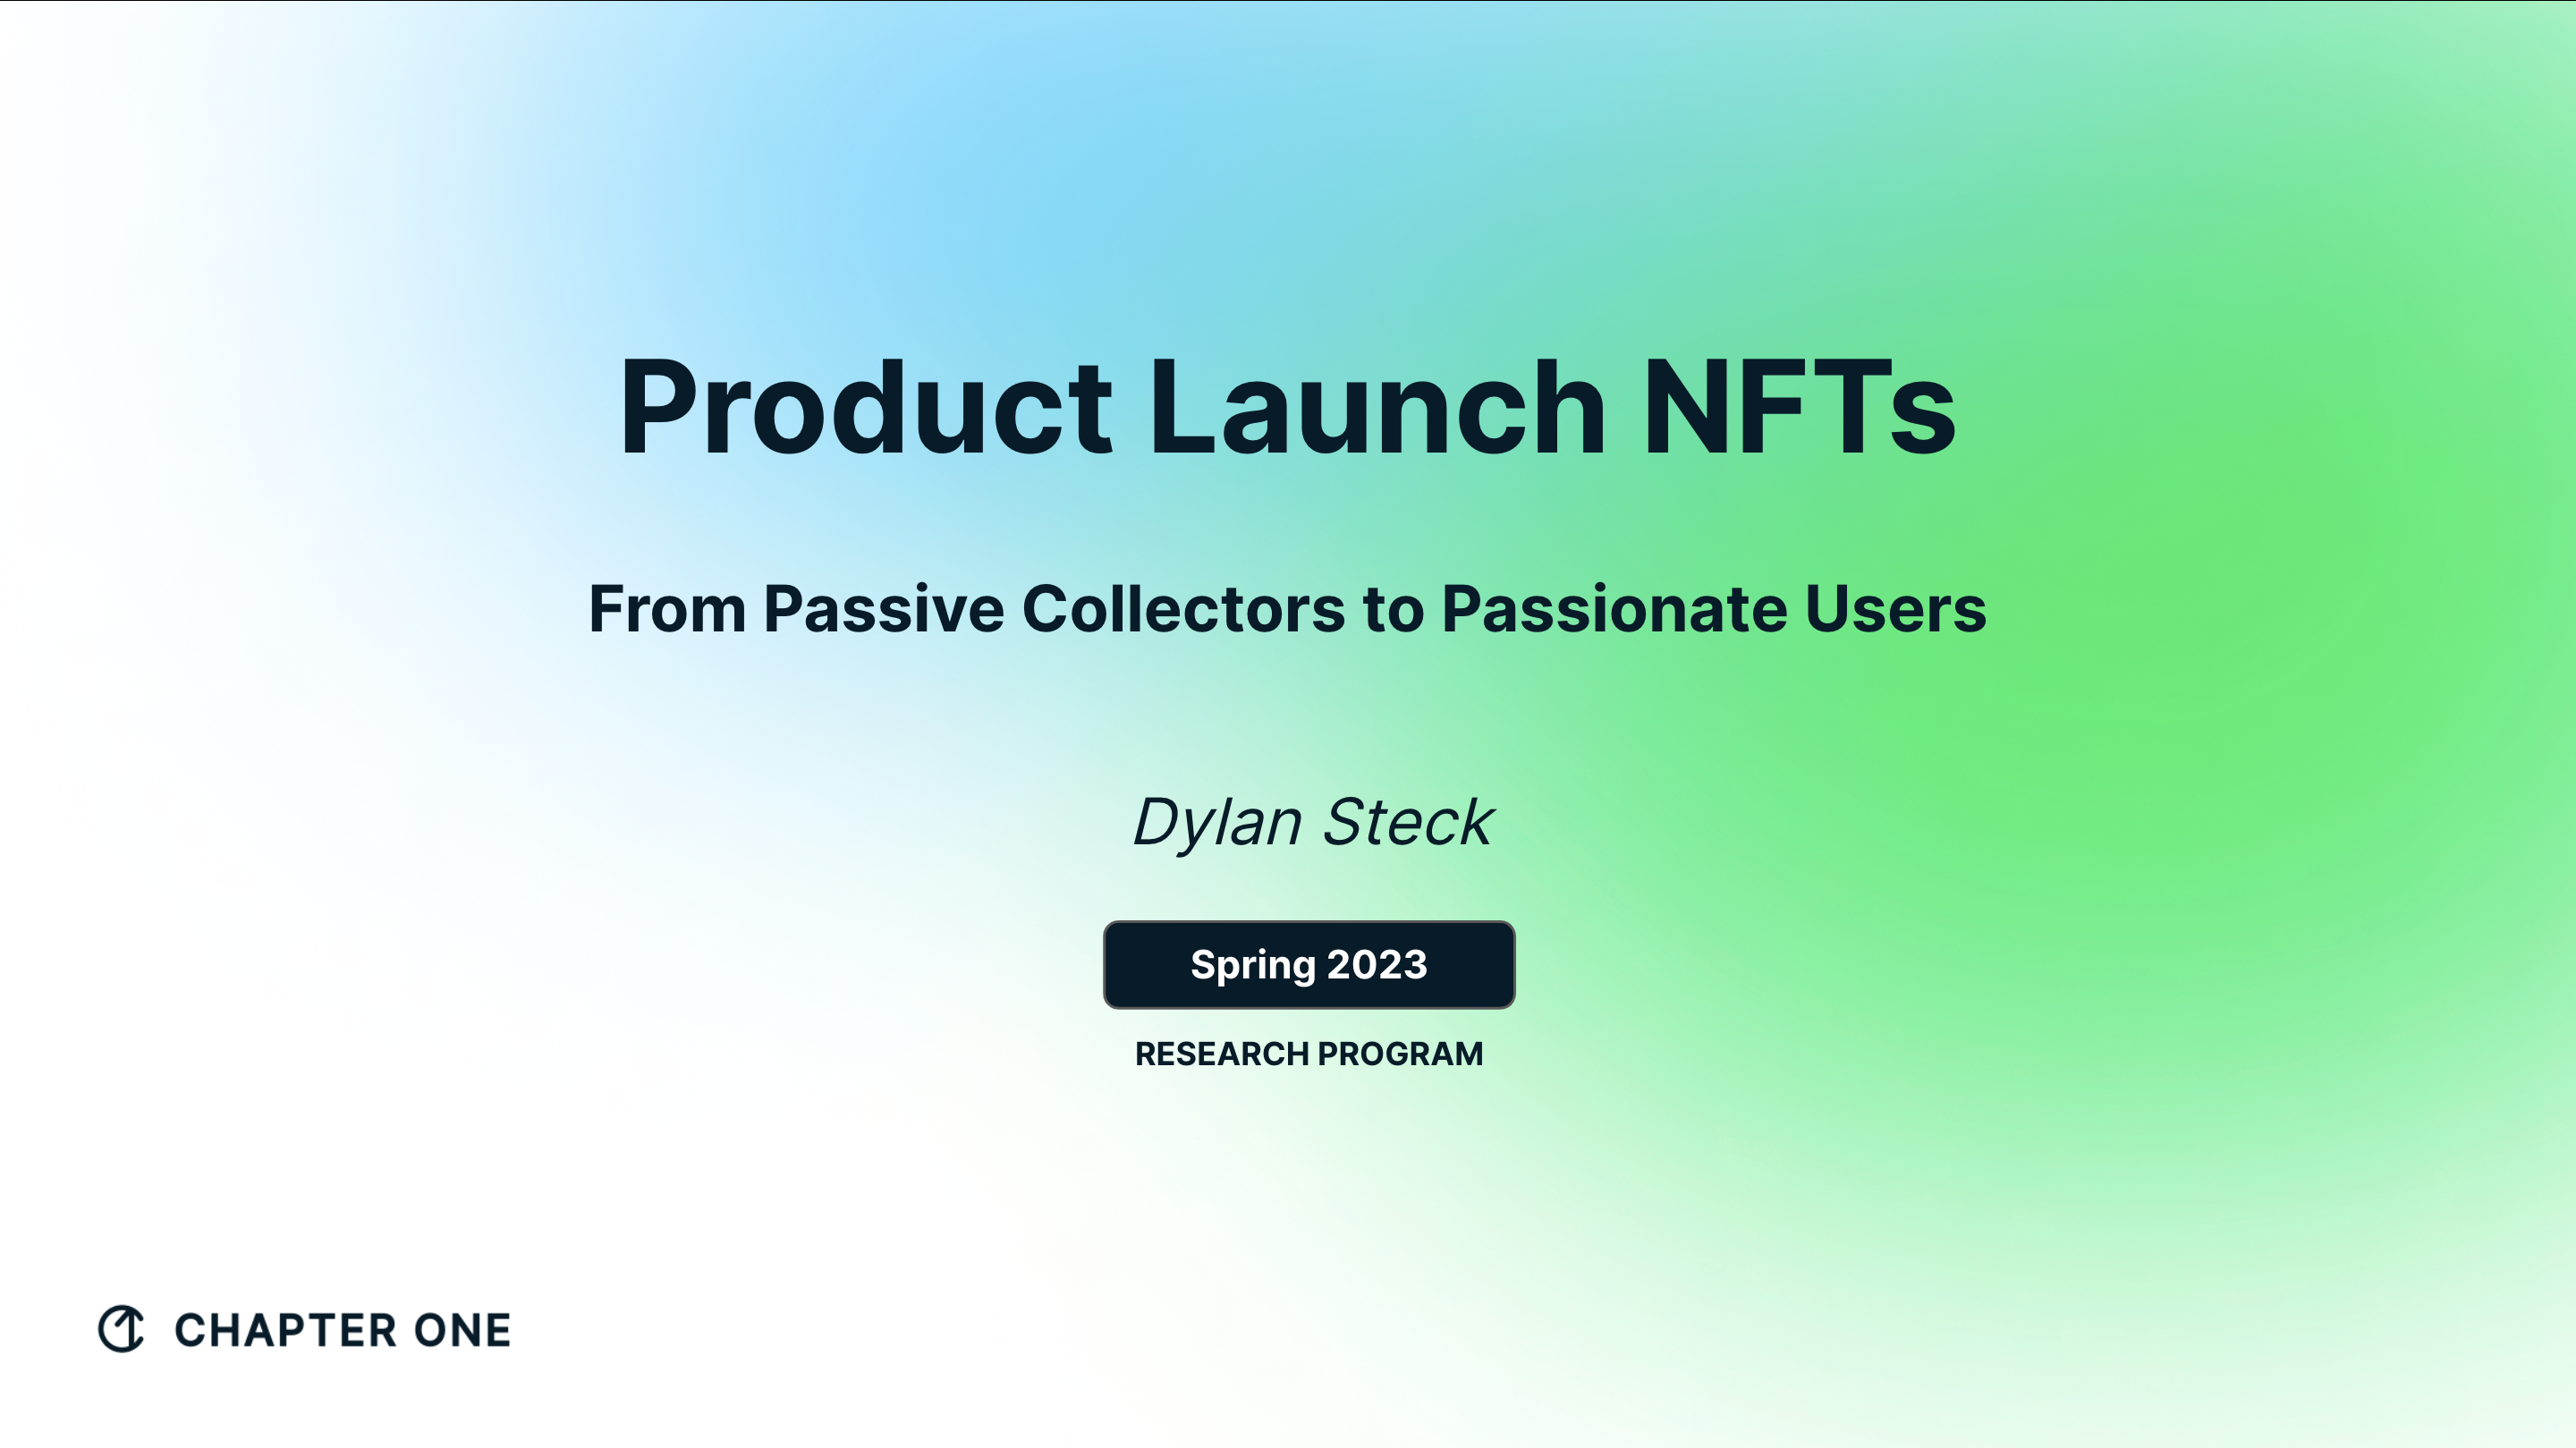 Product Launch NFTs
From Passive Collectors to Passionate Users
Dylan Steck
Spring 2023
RESEARCH PROGRAM
CHAPTER ONE